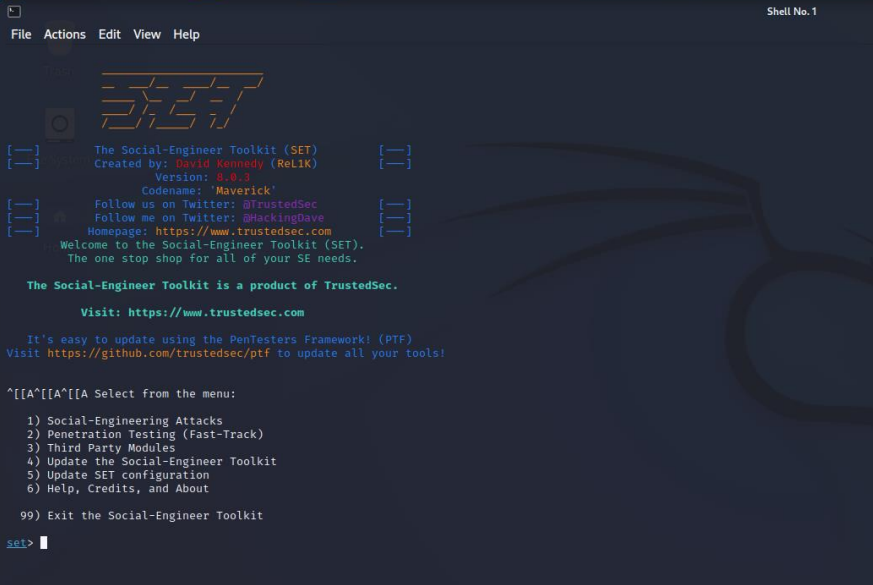 Shell No. 1
File Actions Edit View Help
[---] The Social-Engineer Toolkit (SET) [---]
[---] Created by: David Kennedy (ReL1K) [---]
Version: 8.0.3
Codename: 'Maverick'
[---] Follow us on Twitter: @TrustedSec [---]
[---] Follow me on Twitter: @HackingDave [---]
[---] Homepage: https://www.trustedsec.com [---]
Welcome to the Social-Engineer Toolkit (SET).
The one stop shop for all of your SE needs.
The Social-Engineer Toolkit is a product of TrustedSec.
Visit: https://www.trustedsec.com
It's easy to update using the PenTesters Framework! (PTF)
Visit https://github.com/trustedsec/ptf to update all your tools!
^[[A^[[A^[[A Select from the menu:
1) Social-Engineering Attacks
2) Penetration Testing (Fast-Track)
3) Third Party Modules
4) Update the Social-Engineer Toolkit
5) Update SET configuration
6) Help, Credits, and About
99) Exit the Social-Engineer Toolkit
set>